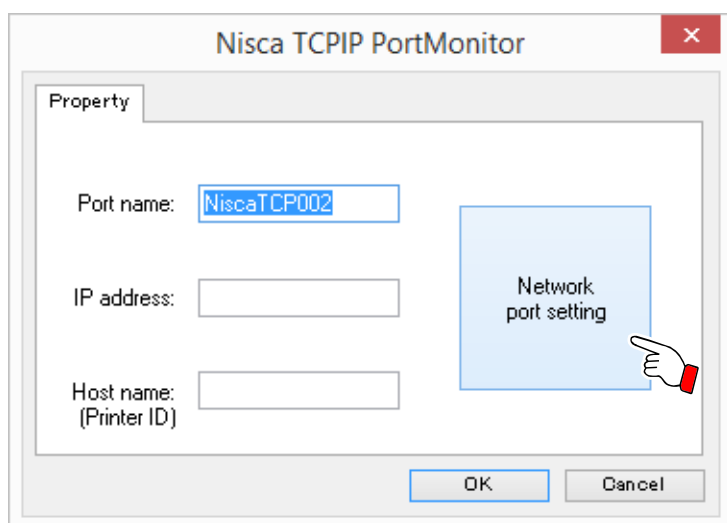 Nisca TCPIP PortMonitor
Property
Port name:
NiscaTCP002
IP address:
Host name:
(Printer ID)
Network
port setting
OK
Cancel